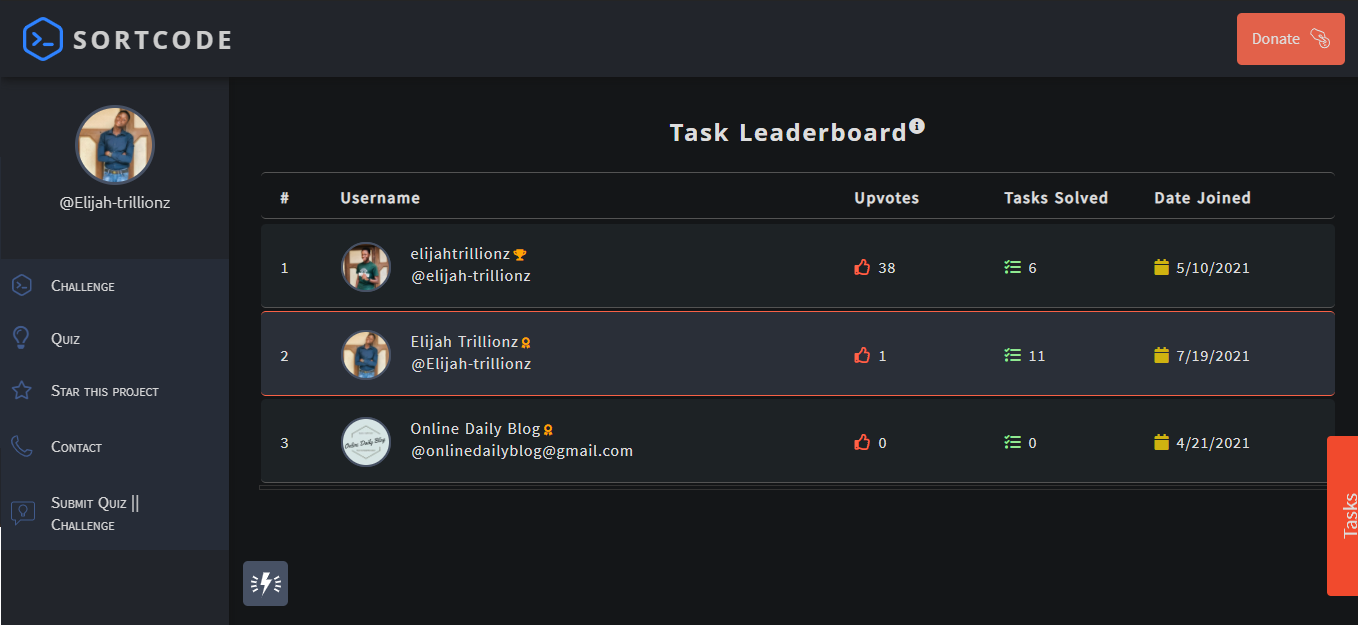 SORTCODE
Donate
@Elijah-trillionz
Challenge
Quiz
Star this project
Contact
Submit Quiz ||
Challenge
Task Leaderboard
# Username Upvotes Tasks Solved Date Joined
1 elijahtrillionz 38 6 5/10/2021
@elijah-trillionz
2 Elijah Trillionz 1 11 7/19/2021
@Elijah-trillionz
3 Online Daily Blog 0 0 4/21/2021
@onlinedailyblog@gmail.com
Online Daily Blog
Tasks